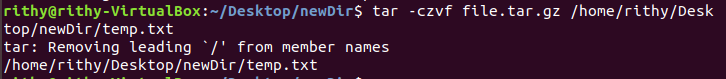 rithy@rithy-VirtualBox:~/Desktop/newDir$ tar -czvf file.tar.gz /home/rithy/Desk
top/newDir/temp.txt
tar: Removing leading `/' from member names
/home/rithy/Desktop/newDir/temp.txt